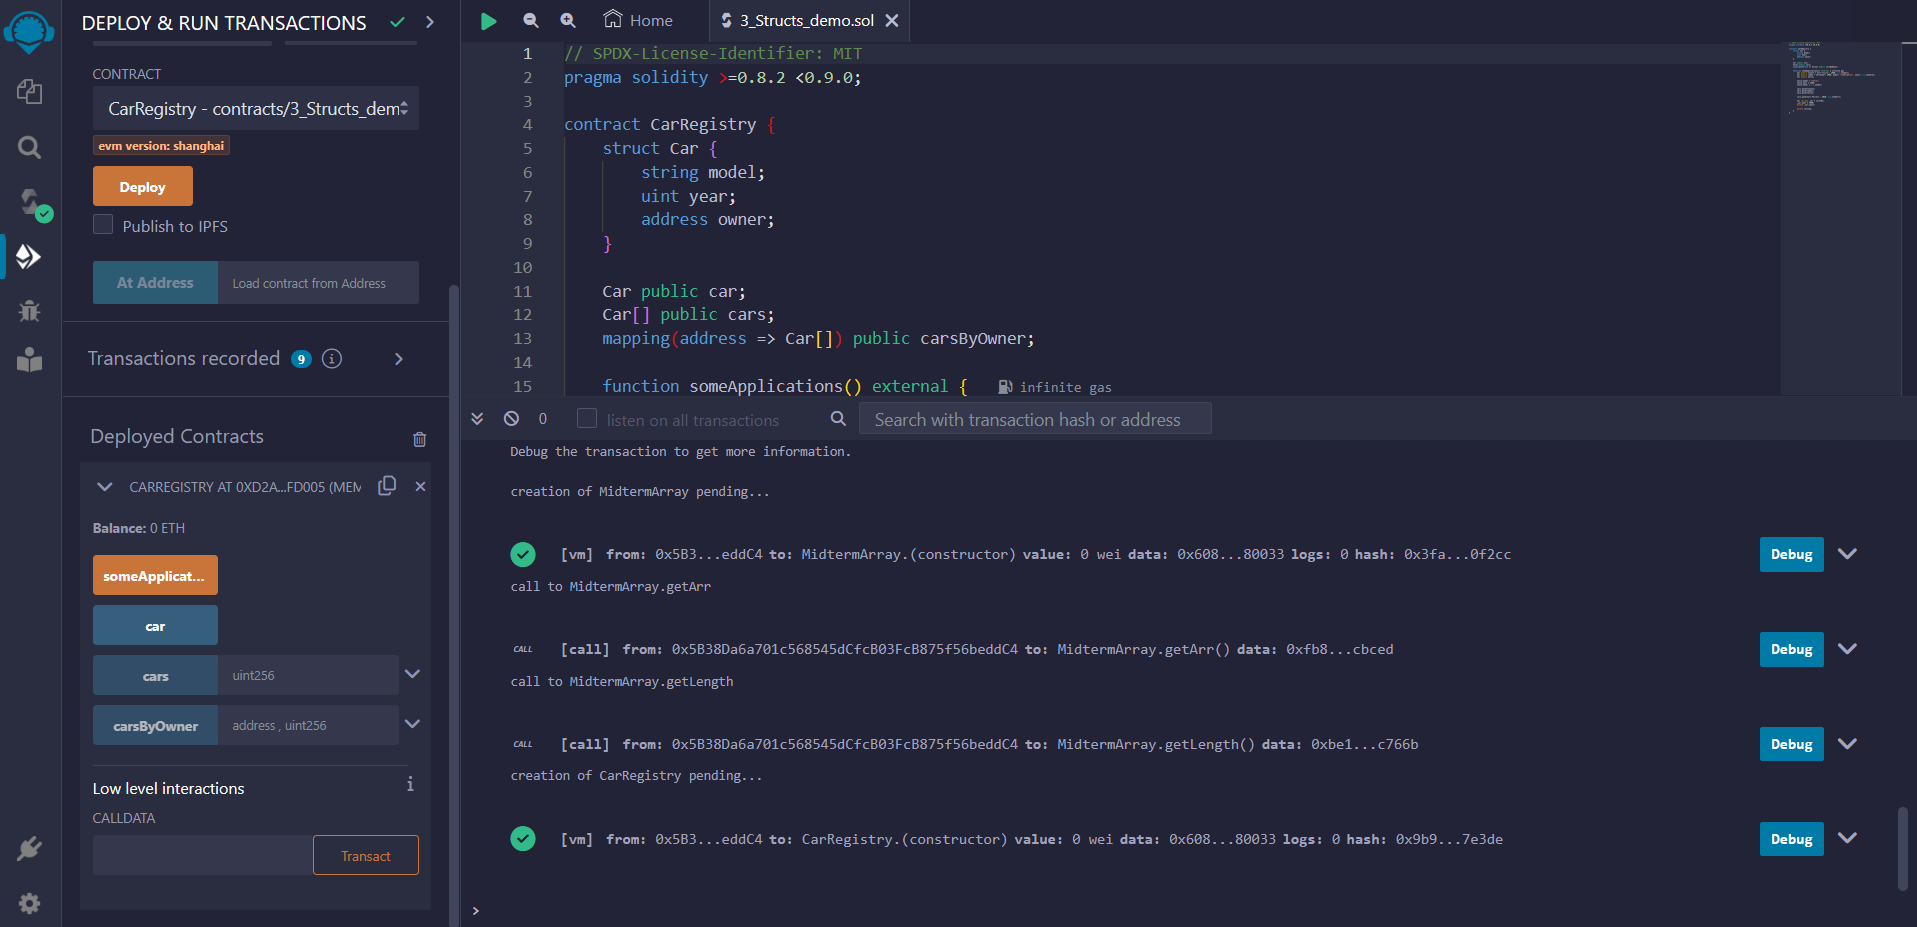 DEPLOY & RUN TRANSACTIONS
CONTRACT
CarRegistry - contracts/3_Structs_dem
evm version: shanghai
Deploy
Publish to IPFS
At Address
Load contract from Address
Transactions recorded 9
Deployed Contracts
CARREGISTRY AT 0XD2A...FD005 (MEM
Balance: 0 ETH
someApplicat...
car
cars
uint256
carsByOwner
address , uint256
Low level interactions
CALLDATA
Transact
Home
3_Structs_demo.sol
1 // SPDX-License-Identifier: MIT
2 pragma solidity >=0.8.2 <0.9.0;
3
4 contract CarRegistry {
5 struct Car {
6 string model;
7 uint year;
8 address owner;
9 }
10
11 Car public car;
12 Car[] public cars;
13 mapping(address => Car[]) public carsByOwner;
14
15 function someApplications() external { infinite gas
0
listen on all transactions
Search with transaction hash or address
Debug the transaction to get more information.
creation of MidtermArray pending...
[vm] from: 0x5B3...eddC4 to: MidtermArray.(constructor) value: 0 wei data: 0x608...80033 logs: 0 hash: 0x3fa...0f2cc
Debug
call to MidtermArray.getArr
CALL [call] from: 0x5B38Da6a701c568545dCfcB03FcB875f56beddC4 to: MidtermArray.getArr() data: 0xfb8...cbced
Debug
call to MidtermArray.getLength
CALL [call] from: 0x5B38Da6a701c568545dCfcB03FcB875f56beddC4 to: MidtermArray.getLength() data: 0xbe1...c766b
Debug
creation of CarRegistry pending...
[vm] from: 0x5B3...eddC4 to: CarRegistry.(constructor) value: 0 wei data: 0x608...80033 logs: 0 hash: 0x9b9...7e3de
Debug
>